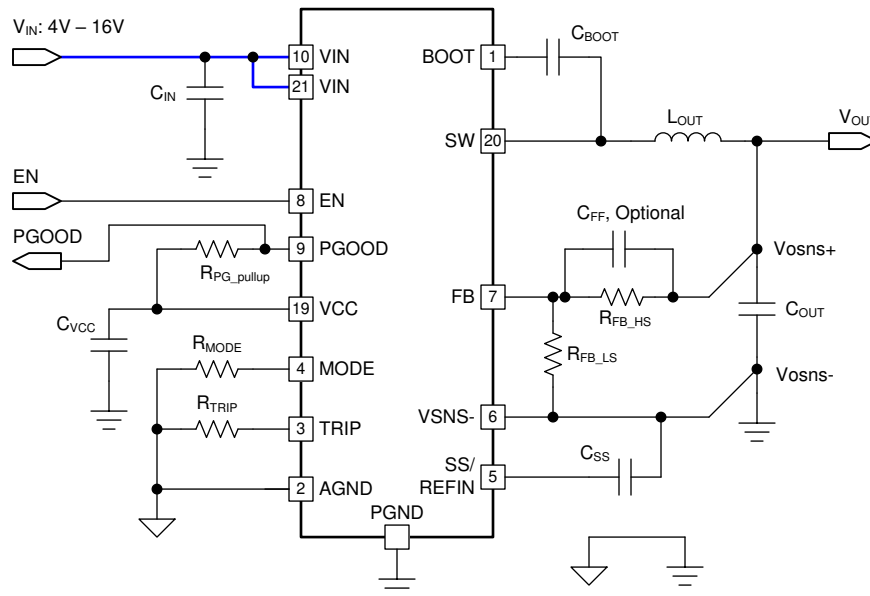 VIN: 4V – 16V
CIN
10 VIN
21 VIN
EN
8 EN
PGOOD
9 PGOOD
RPG_pullup
CVCC
19 VCC
RMODE
4 MODE
RTRIP
3 TRIP
2 AGND
PGND
BOOT 1
CBOOT
SW 20
LOUT
VOUT
CFF, Optional
Vosns+
FB 7
RFB_HS
COUT
RFB_LS
Vosns-
VSNS- 6
CSS
SS/
REFIN 5